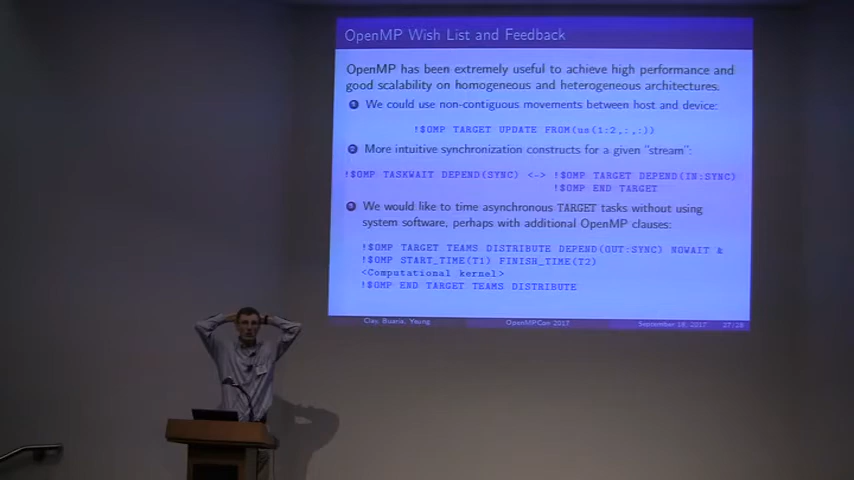 OpenMP Wish List and Feedback
OpenMP has been extremely useful to achieve high performance and
good scalability on homogeneous and heterogeneous architectures.
1 We could use non-contiguous movements between host and device:
!$OMP TARGET UPDATE FROM(us(1:2,:,:))
2 More intuitive synchronization constructs for a given "stream":
!$OMP TASKWAIT DEPEND(SYNC) <-> !$OMP TARGET DEPEND(IN:SYNC)
!$OMP END TARGET
3 We would like to time asynchronous TARGET tasks without using
system software, perhaps with additional OpenMP clauses:
!$OMP TARGET TEAMS DISTRIBUTE DEPEND(OUT:SYNC) NOWAIT &
!$OMP START_TIME(T1) FINISH_TIME(T2)
<Computational kernel>
!$OMP END TARGET TEAMS DISTRIBUTE
Clay, Buaria, Yeung OpenMPCon 2017 September 18, 2017 27/28